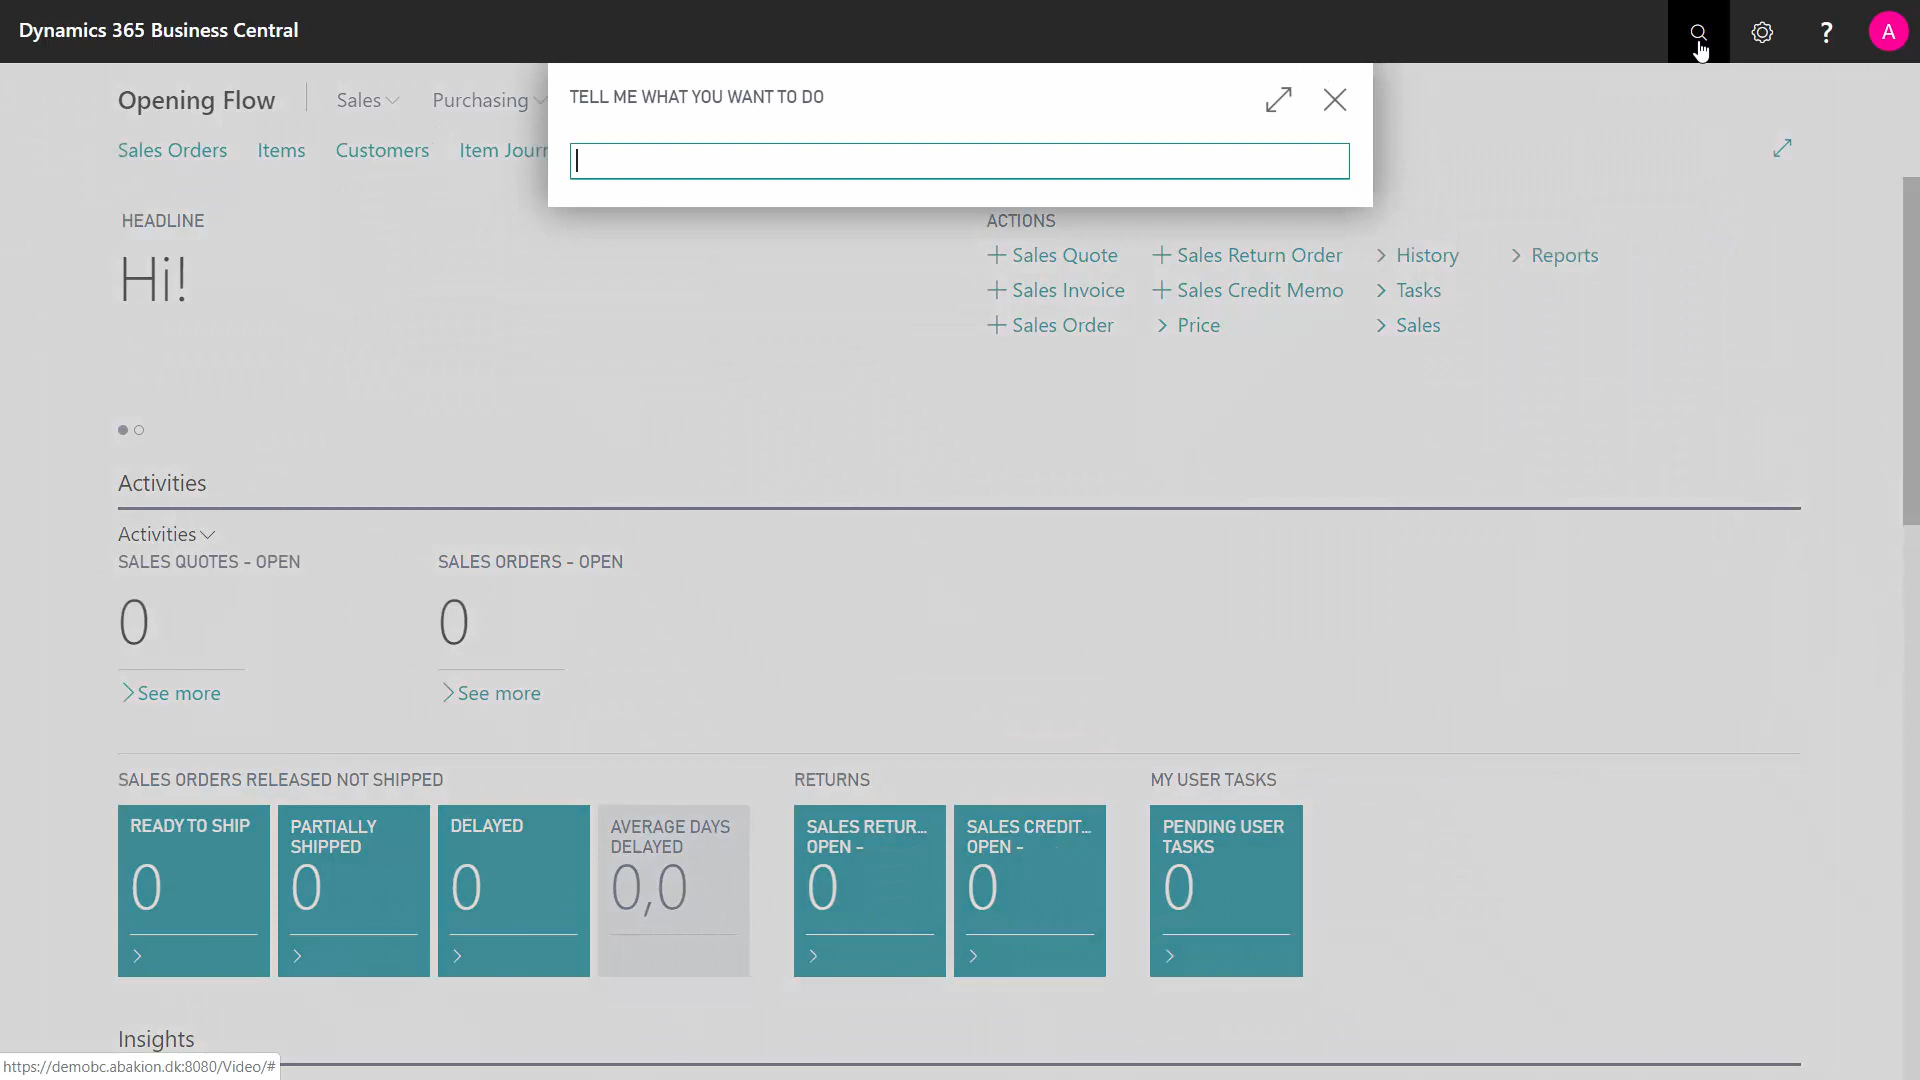 Dynamics 365 Business Central
?
A
Opening Flow
Sales
Purchasing
TELL ME WHAT YOU WANT TO DO
Sales Orders
Items
Customers
Item Journ
HEADLINE
Hi!
ACTIONS
Sales Quote
Sales Return Order
History
Reports
Sales Invoice
Sales Credit Memo
Tasks
Sales Order
Price
Sales
Activities
Activities
SALES QUOTES - OPEN
SALES ORDERS - OPEN
0
0
See more
See more
SALES ORDERS RELEASED NOT SHIPPED
RETURNS
MY USER TASKS
READY TO SHIP
0
PARTIALLY
SHIPPED
0
DELAYED
0
AVERAGE DAYS
DELAYED
0,0
SALES RETUR...
OPEN -
0
SALES CREDIT...
OPEN -
0
PENDING USER
TASKS
0
Insights
https://demobc.abakion.dk:8080/Video/#